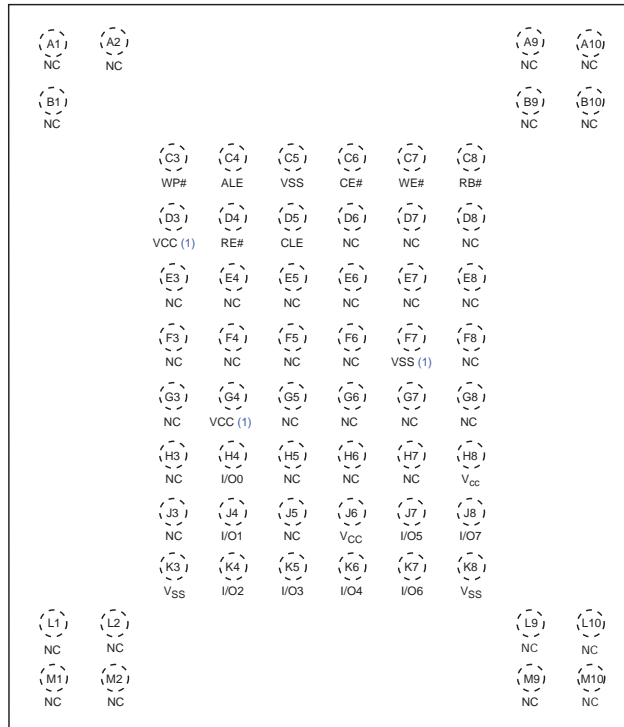 A1 A2 A9 A10
NC NC NC NC
B1 B9 B10
NC NC NC
C3 C4 C5 C6 C7 C8
WP# ALE VSS CE# WE# RB#
D3 D4 D5 D6 D7 D8
VCC (1) RE# CLE NC NC NC
E3 E4 E5 E6 E7 E8
NC NC NC NC NC NC
F3 F4 F5 F6 F7 F8
NC NC NC NC VSS (1) NC
G3 G4 G5 G6 G7 G8
NC VCC (1) NC NC NC NC
H3 H4 H5 H6 H7 H8
NC I/O0 NC NC NC Vcc
J3 J4 J5 J6 J7 J8
NC I/O1 NC VCC I/O5 I/O7
K3 K4 K5 K6 K7 K8
VSS I/O2 I/O3 I/O4 I/O6 VSS
L1 L2 L9 L10
NC NC NC NC
M1 M2 M9 M10
NC NC NC NC